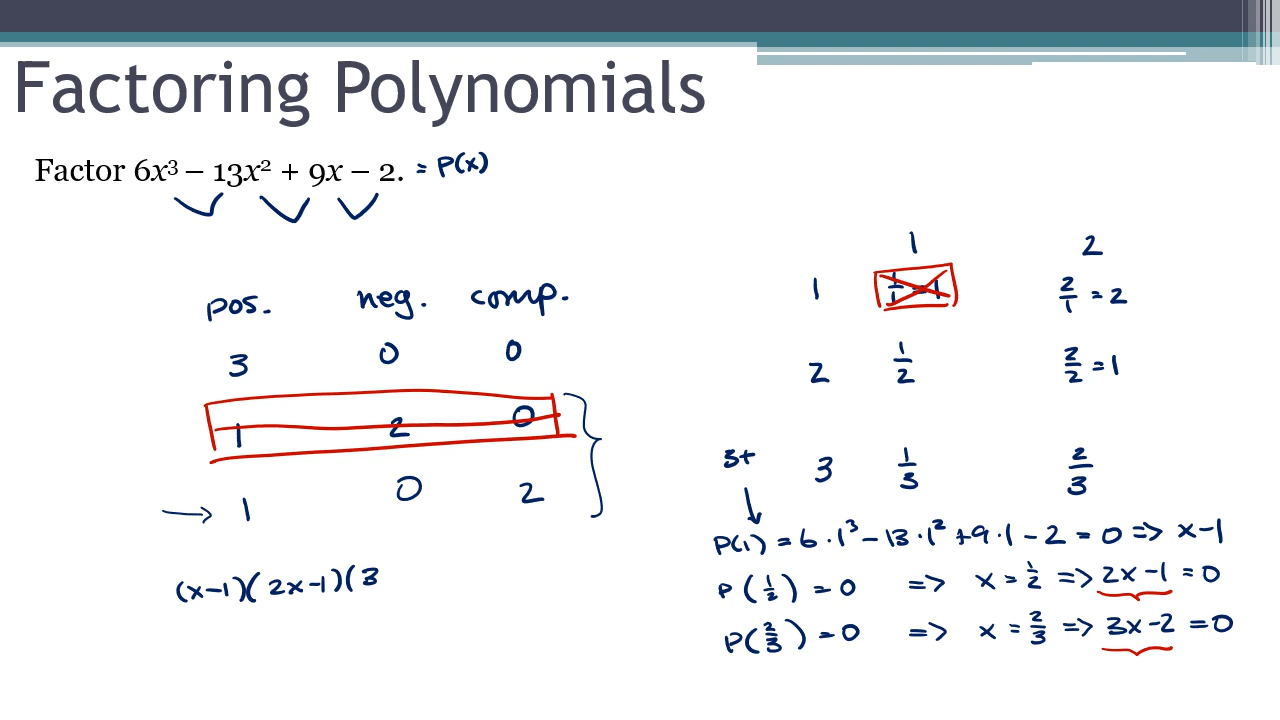 Factoring Polynomials
Factor 6x³ – 13x² + 9x – 2. = P(x)
pos. neg. comp.
3 0 0
1 2 0
1 0 2
(x-1)(2x-1)(3
1 2
1 1/1 = 1 2/1 = 2
2 1/2 2/2 = 1
3+ 3 1/3 2/3
P(1) = 6·1³ - 13·1² + 9·1 - 2 = 0 => x-1
P(1/2) = 0 => x = 1/2 => 2x-1 = 0
P(2/3) = 0 => x = 2/3 => 3x-2 = 0